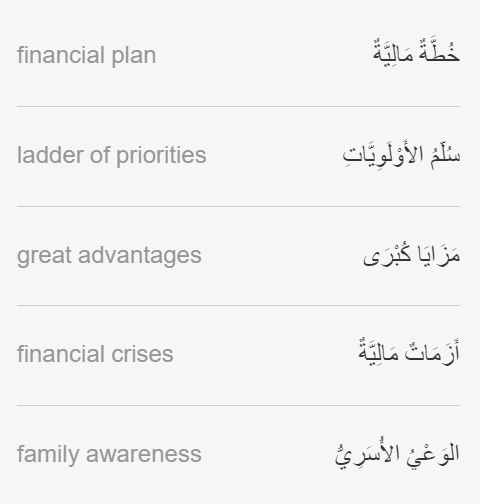 financial plan خُطَّةٌ مَالِيَّةٌ
ladder of priorities سُلَّمُ الأَوْلَوِيَّاتِ
great advantages مَزَايَا كُبْرَى
financial crises أَزَمَاتٌ مَالِيَّةٌ
family awareness الوَعْيُ الأُسَرِيُّ